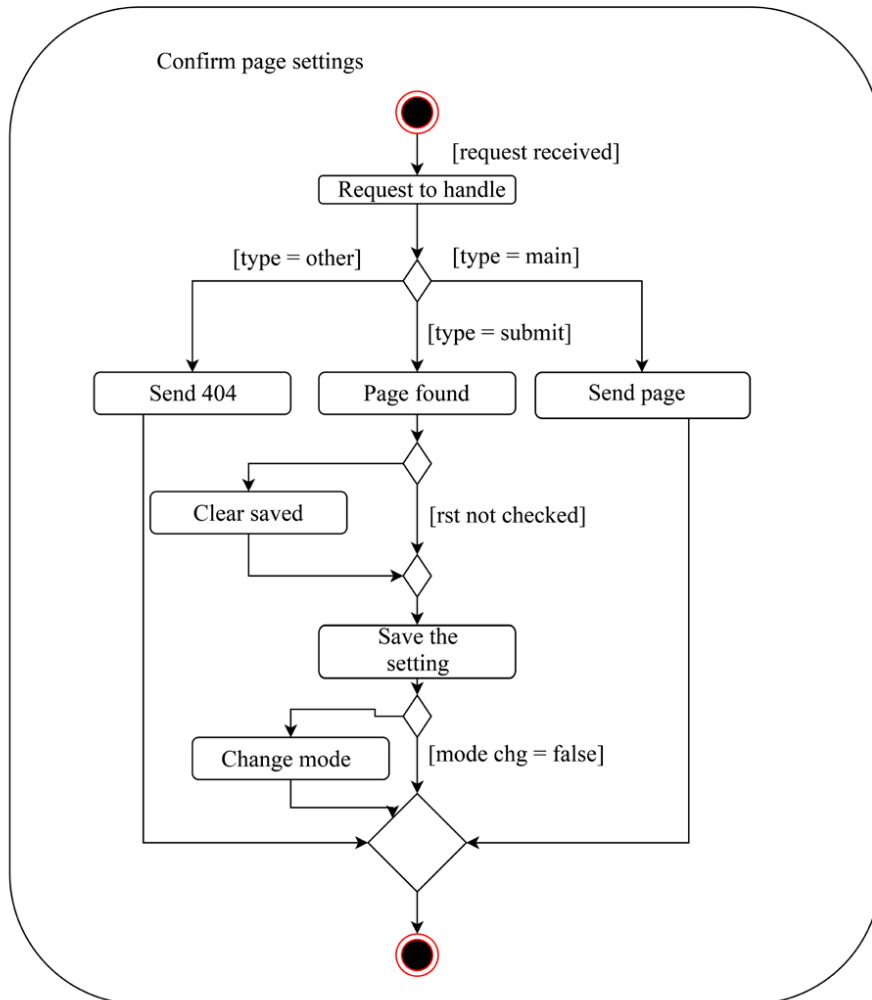 Confirm page settings
[request received]
Request to handle
[type = other]
[type = main]
[type = submit]
Send 404
Page found
Send page
Clear saved
[rst not checked]
Save the
setting
Change mode
[mode chg = false]